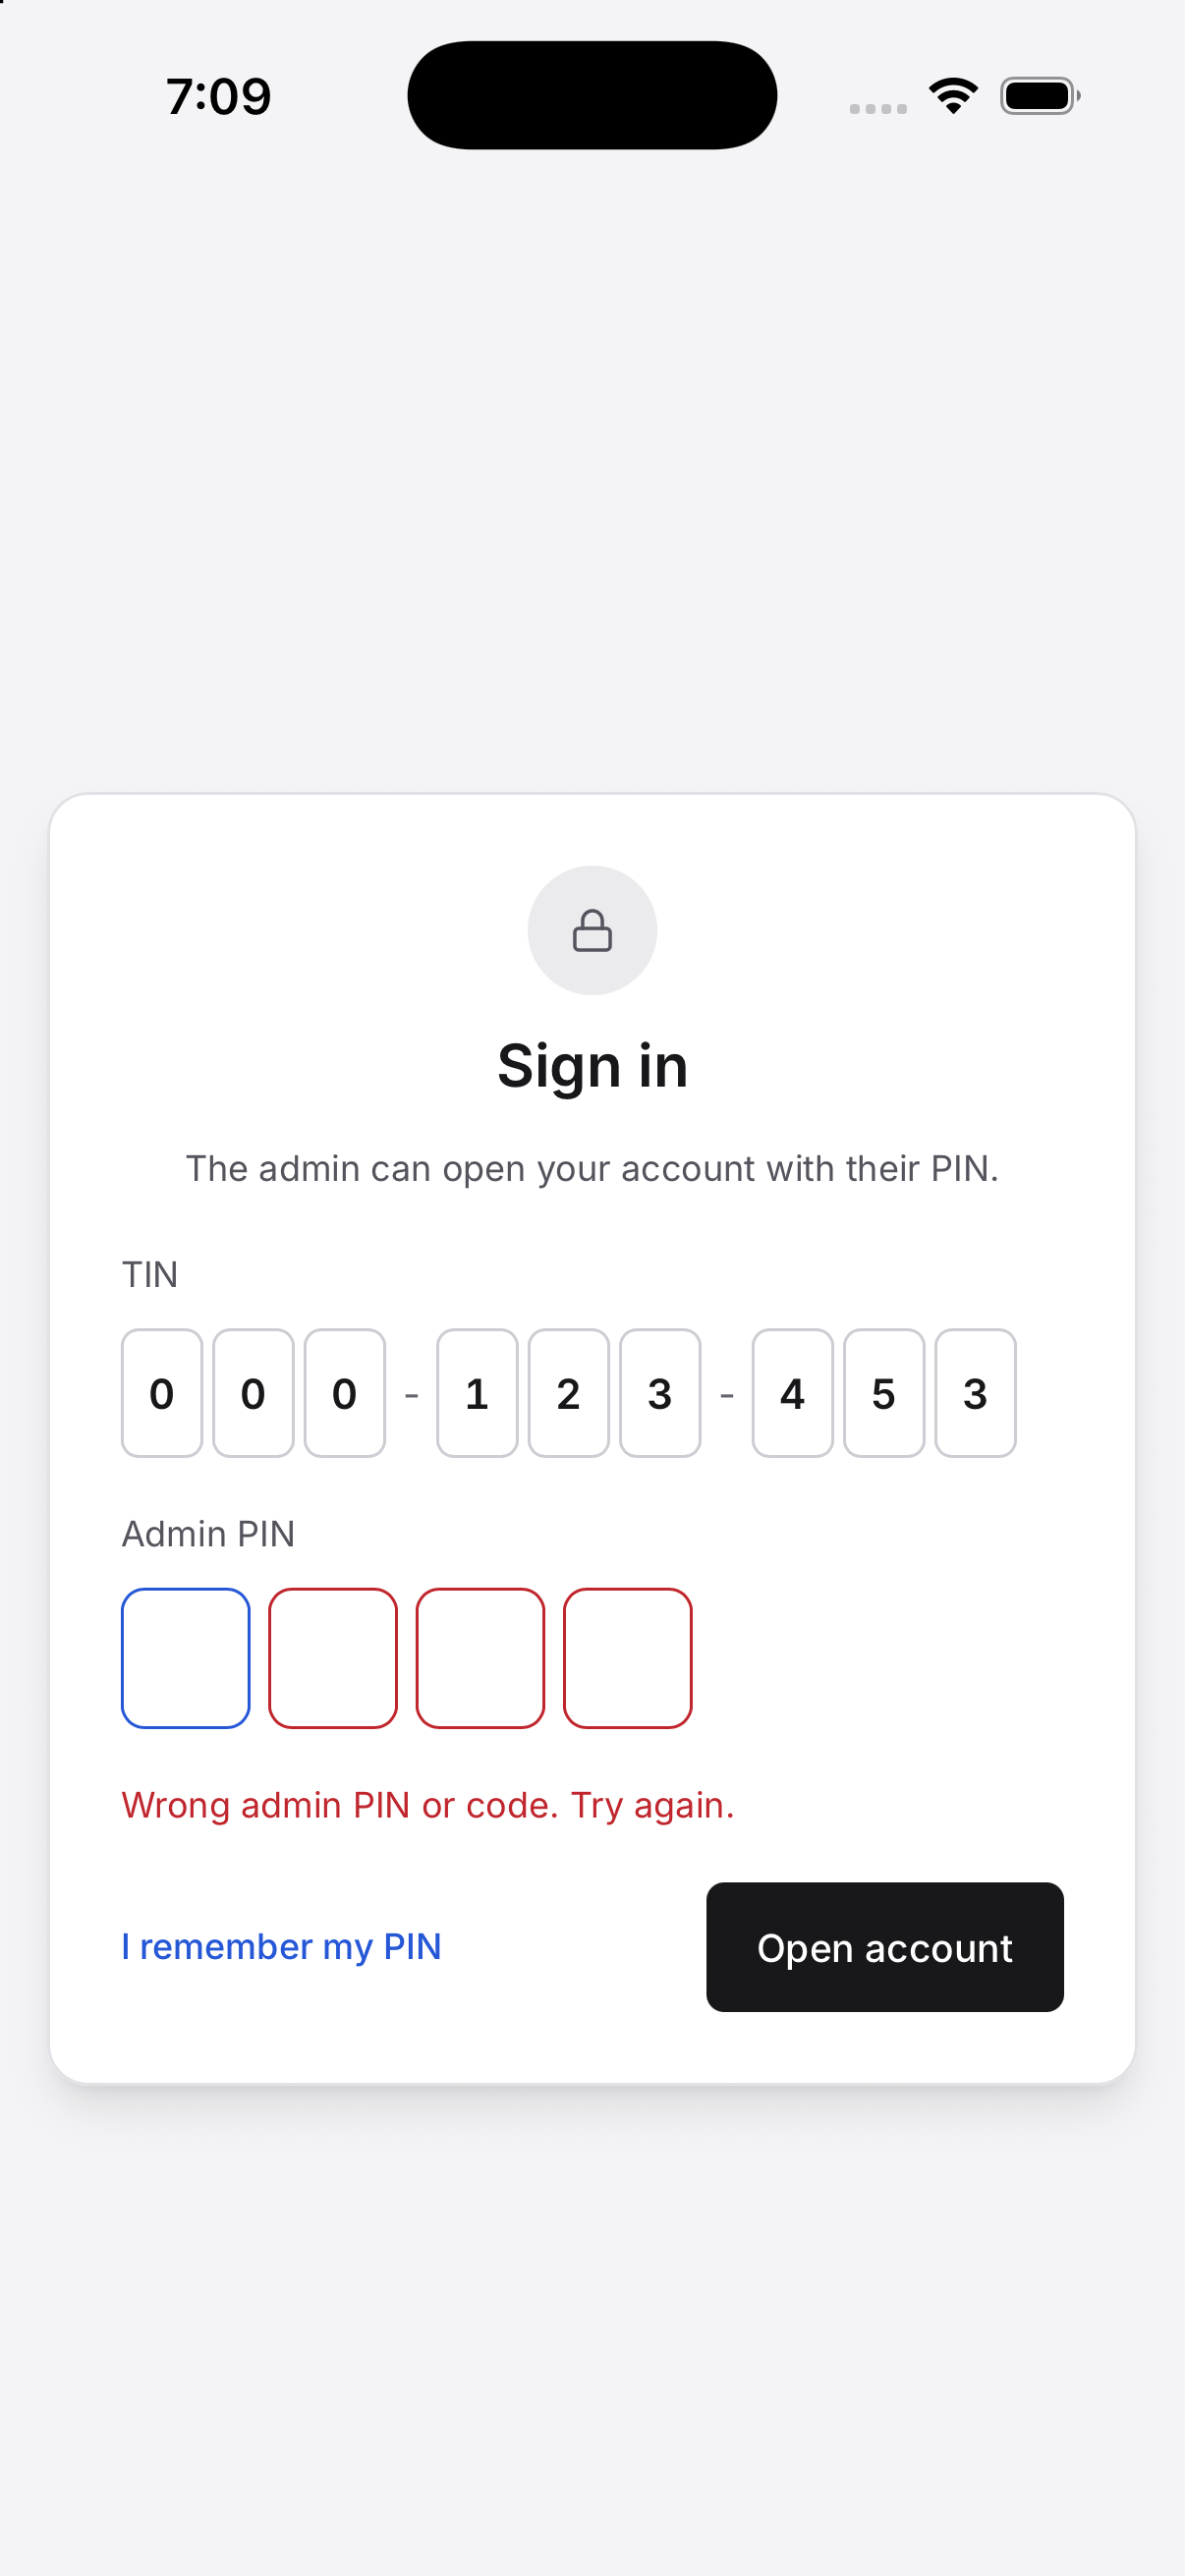 7:09
Sign in
The admin can open your account with their PIN.
TIN
0 0 0 - 1 2 3 - 4 5 3
Admin PIN
Wrong admin PIN or code. Try again.
I remember my PIN
Open account